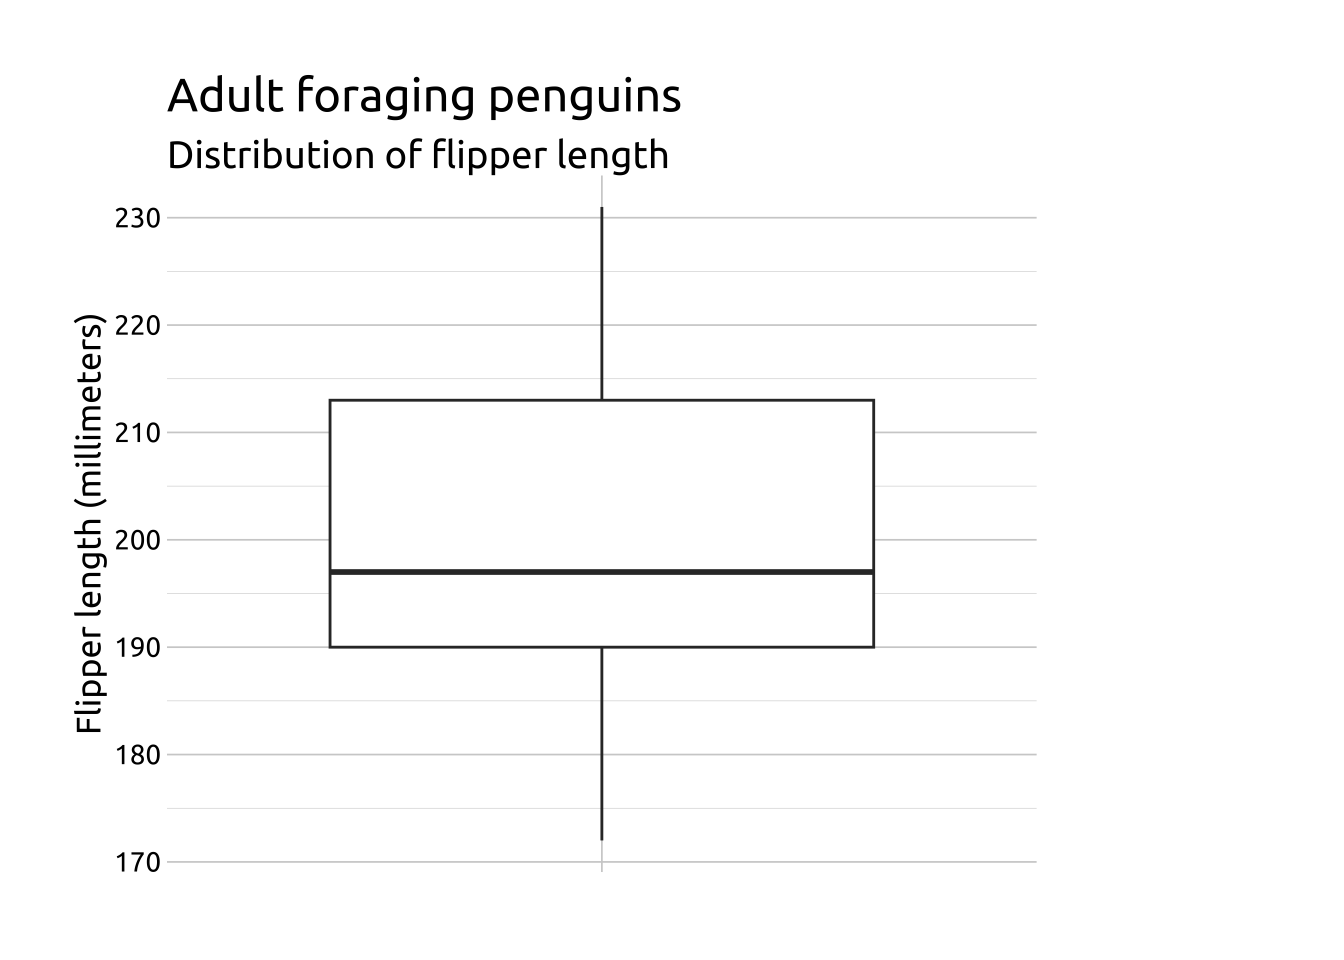 Adult foraging penguins
Distribution of flipper length
Flipper length (millimeters)
230
220
210
200
190
180
170